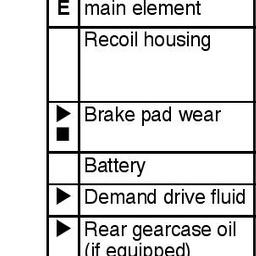 E main element
Recoil housing
▶ Brake pad wear
■
Battery
▶ Demand drive fluid
▶ Rear gearcase oil
(if equipped)